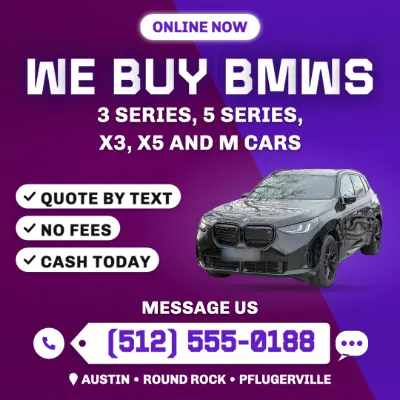 ONLINE NOW
WE BUY BMWS
3 SERIES, 5 SERIES,
X3, X5 AND M CARS
QUOTE BY TEXT
NO FEES
CASH TODAY
MESSAGE US
(512) 555-0188
AUSTIN • ROUND ROCK • PFLUGERVILLE